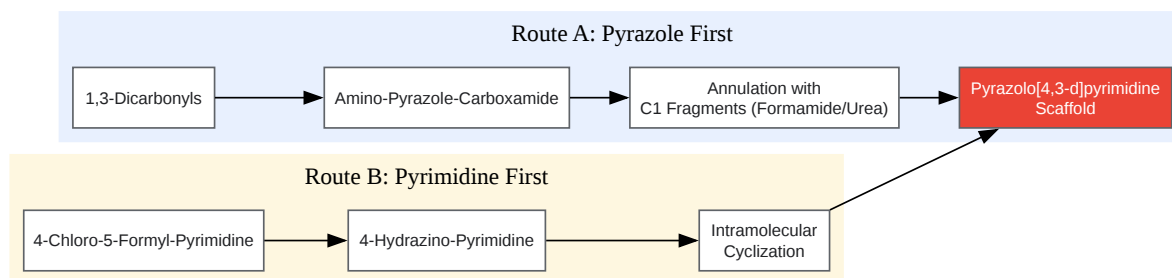 Route A: Pyrazole First
1,3-Dicarbonyls
Amino-Pyrazole-Carboxamide
Annulation with
C1 Fragments (Formamide/Urea)
Pyrazolo[4,3-d]pyrimidine
Scaffold
Route B: Pyrimidine First
4-Chloro-5-Formyl-Pyrimidine
4-Hydrazino-Pyrimidine
Intramolecular
Cyclization